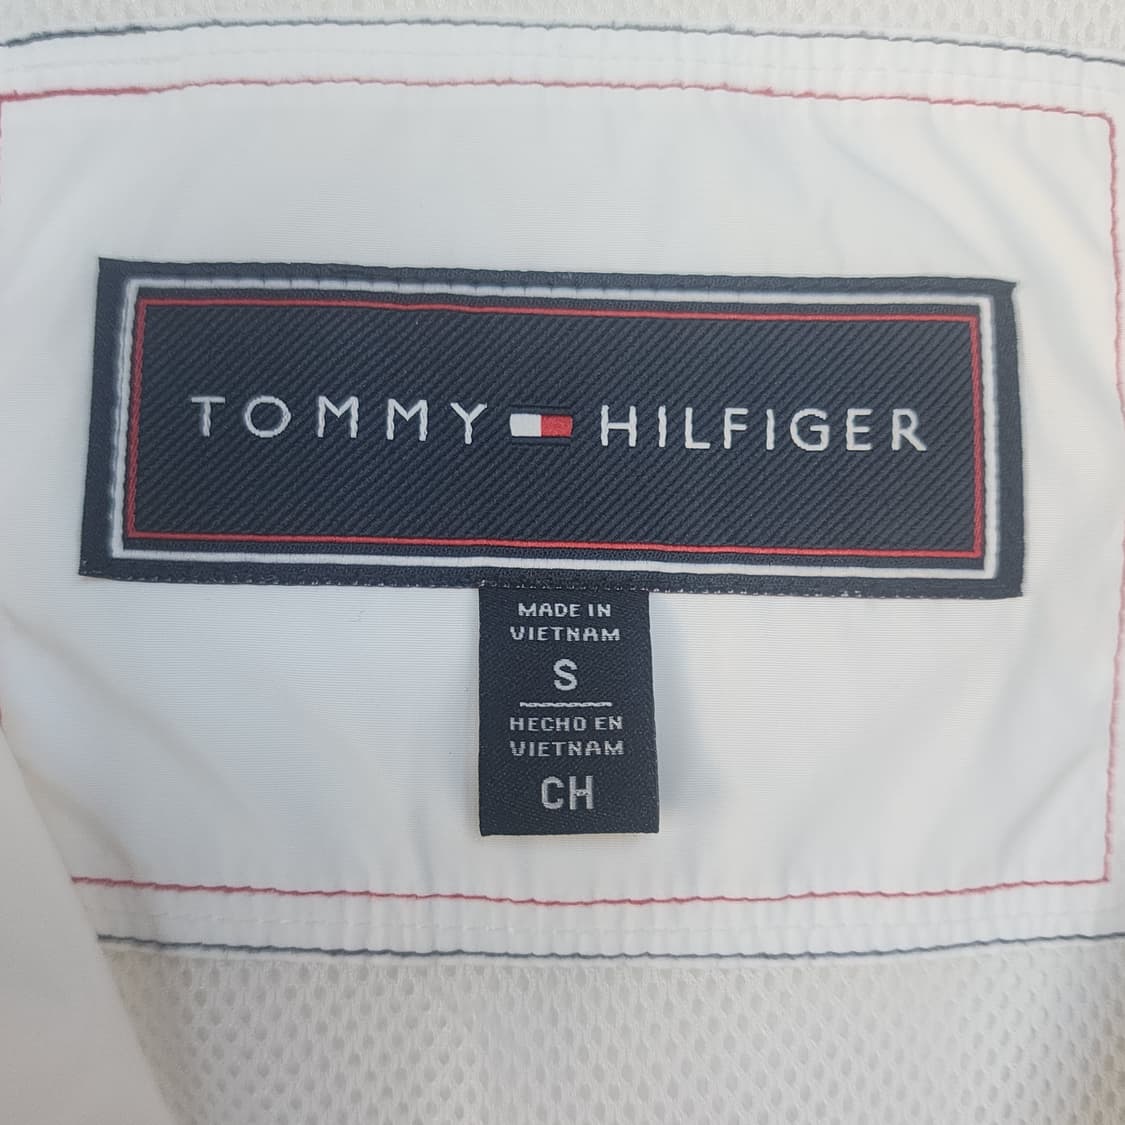 TOMMY HILFIGER
MADE IN
VIETNAM
S
HECHO EN
VIETNAM
CH